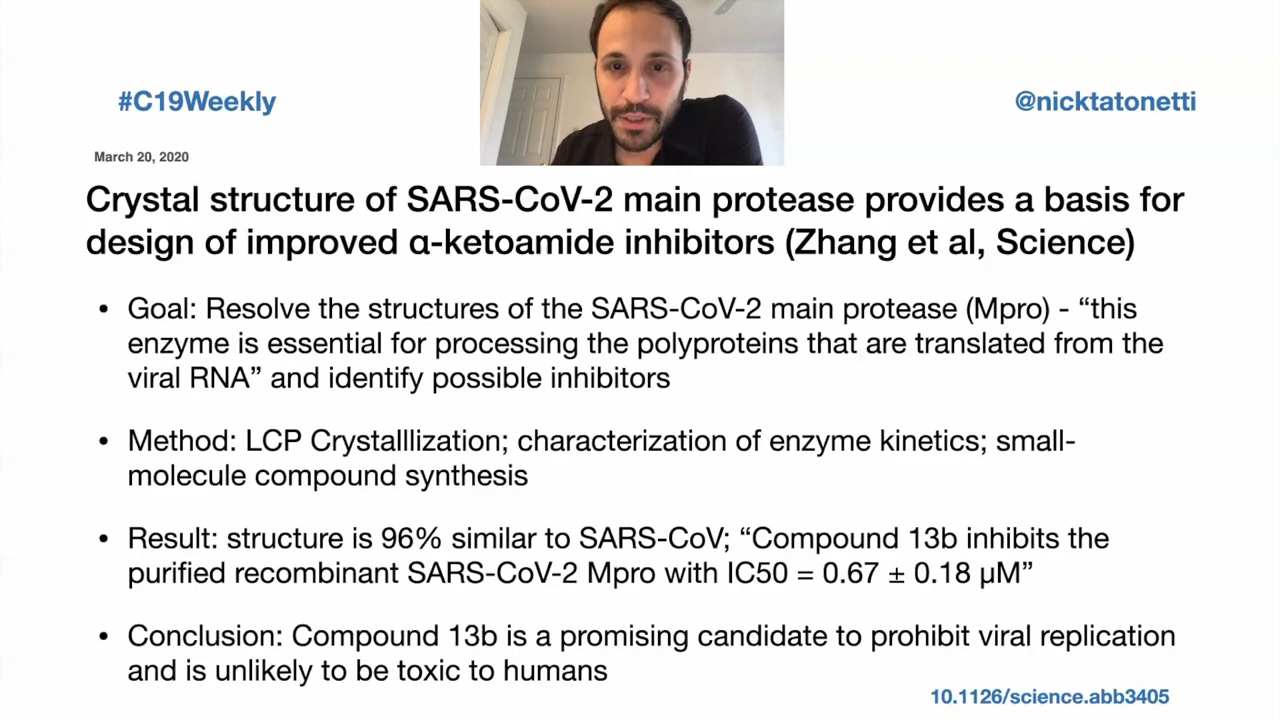 #C19Weekly
@nicktatonetti
March 20, 2020
Crystal structure of SARS-CoV-2 main protease provides a basis for
design of improved α-ketoamide inhibitors (Zhang et al, Science)
• Goal: Resolve the structures of the SARS-CoV-2 main protease (Mpro) - “this
enzyme is essential for processing the polyproteins that are translated from the
viral RNA” and identify possible inhibitors
• Method: LCP Crystalllization; characterization of enzyme kinetics; small-
molecule compound synthesis
• Result: structure is 96% similar to SARS-CoV; “Compound 13b inhibits the
purified recombinant SARS-CoV-2 Mpro with IC50 = 0.67 ± 0.18 μM”
• Conclusion: Compound 13b is a promising candidate to prohibit viral replication
and is unlikely to be toxic to humans
10.1126/science.abb3405